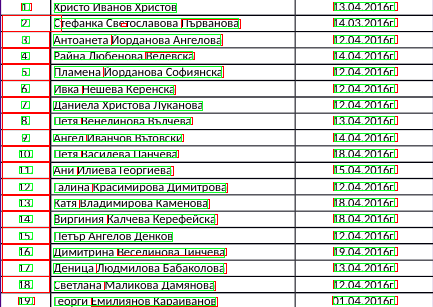 1. Христо Иванов Христов 13.04.2016г.
2. Стефанка Светославова Първанова 14.03.2016г.
3. Антоанета Йорданова Ангелова 12.04.2016г.
4. Райна Любенова Велевска 14.04.2016г.
5. Пламена Йорданова Софиянска 12.04.2016г.
6. Ивка Нешева Керенска 12.04.2016г.
7. Даниела Христова Луканова 12.04.2016г.
8. Петя Венелинова Вълчева 13.04.2016г.
9. Ангел Иванчов Вътовски 14.04.2016г.
10. Петя Василева Панчева 18.04.2016г.
11. Ани Илиева Георгиева 15.04.2016г.
12. Галина Красимирова Димитрова 12.04.2016г.
13. Катя Владимирова Каменова 18.04.2016г.
14. Виргиния Калчева Керефейска 18.04.2016г.
15. Петър Ангелов Денков 12.04.2016г.
16. Димитрина Веселинова Тинчева 19.04.2016г.
17. Деница Людмилова Бабаколова 13.04.2016г.
18. Светлана Маликова Дамянова 12.04.2016г.
19. Георги Емилиянов Караиванов 01.04.2016г.